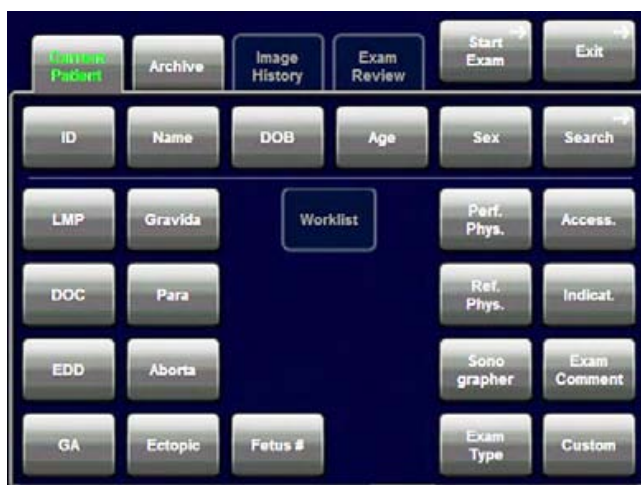 Current
Patient
Archive
Image
History
Exam
Review
Start
Exam
Exit
ID
Name
DOB
Age
Sex
Search
LMP
Gravida
Worklist
Perf.
Phys.
Access.
DOC
Para
Ref.
Phys.
Indicat.
EDD
Aborta
Sono
grapher
Exam
Comment
GA
Ectopic
Fetus #
Exam
Type
Custom